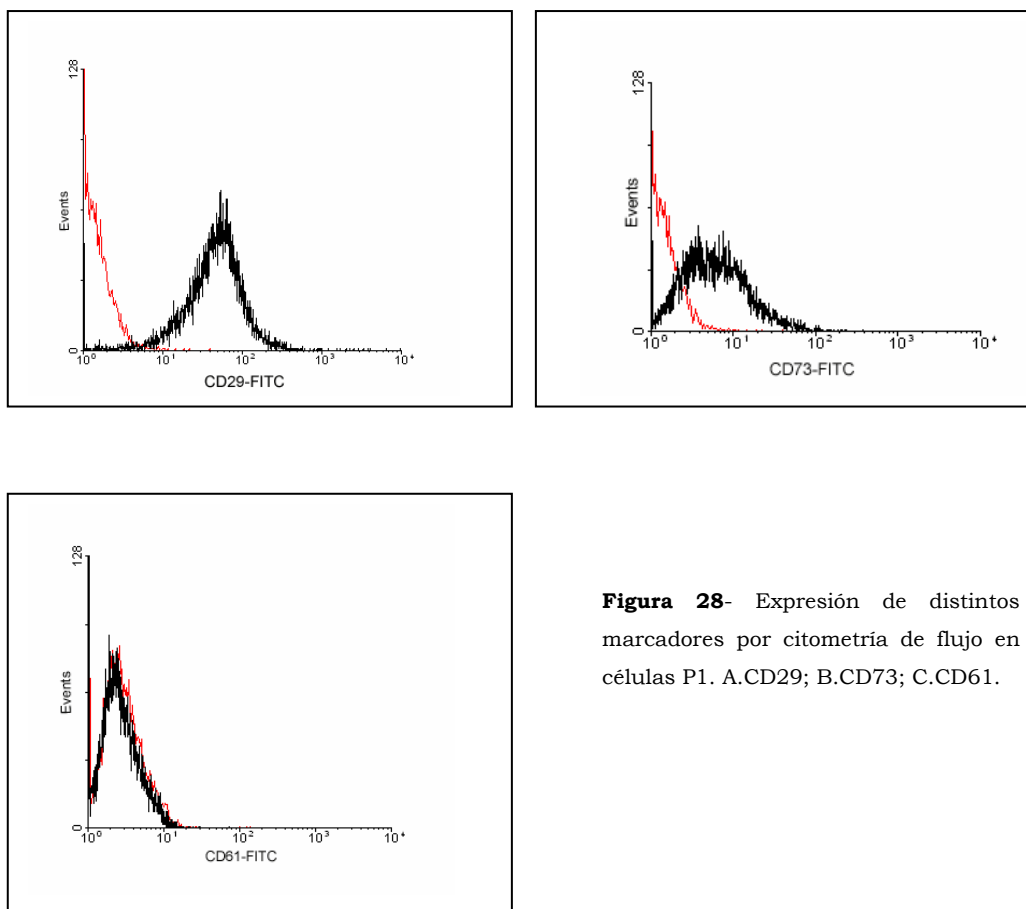 128
Events
0
10⁰ 10¹ 10² 10³ 10⁴
CD29-FITC
128
Events
0
10⁰ 10¹ 10² 10³ 10⁴
CD73-FITC
128
Events
0
10⁰ 10¹ 10² 10³ 10⁴
CD61-FITC
Figura 28- Expresión de distintos
marcadores por citometría de flujo en
células P1. A.CD29; B.CD73; C.CD61.